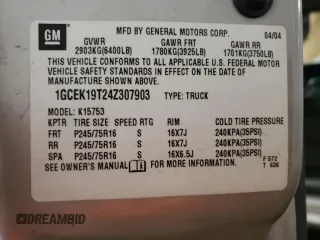 GM
MFD BY GENERAL MOTORS CORP. 04/04
GVWR GAWR FRT GAWR RR
2903KG(6400LB) 1780KG(3925LB) 1701KG(3750LB)
THIS VEHICLE CONFORMS TO ALL APPLICABLE U.S. FEDERAL MOTOR
VEHICLE SAFETY STANDARDS IN EFFECT ON THE DATE OF
MANUFACTURE SHOWN ABOVE.
1GCEK19T24Z307903 TYPE: TRUCK
MODEL: K15753
KPTR TIRE SIZE SPEED RTG RIM COLD TIRE PRESSURE
FRT P245/75R16 S 16X7J 240KPA(35PSI)
RR P245/75R16 S 16X7J 240KPA(35PSI)
SPA P245/75R16 S 16X6.5J 240KPA(35PSI)
SEE OWNER'S MANUAL FOR MORE INFORMATION.
F 572
T 636
DREAMBID